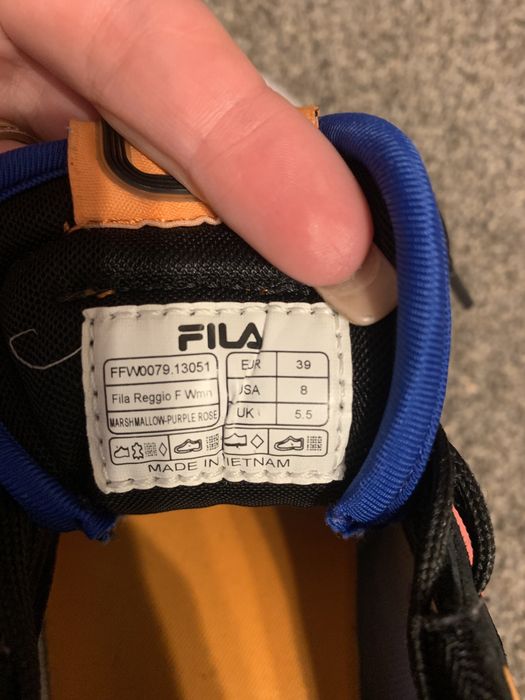 FILA
FFW0079.13051
Fila Reggio F Wmn
MARSHMALLOW-PURPLE ROSE
EUR 39
USA 8
UK 5.5
MADE IN VIETNAM